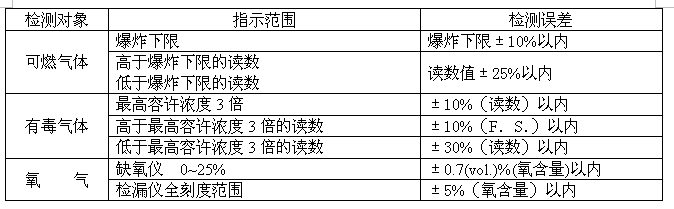 检测对象 指示范围 检测误差
可燃气体 爆炸下限 爆炸下限±10%以内
高于爆炸下限的读数
低于爆炸下限的读数 读数值±25%以内
有毒气体 最高容许浓度3倍 ±10%（读数）以内
高于最高容许浓度3倍的读数 ±10%（F. S.）以内
低于最高容许浓度3倍的读数 ±30%（读数）以内
氧 气 缺氧仪 0~25% ±0.7(vol.)%(氧含量)以内
检漏仪全刻度范围 ±5%（氧含量）以内